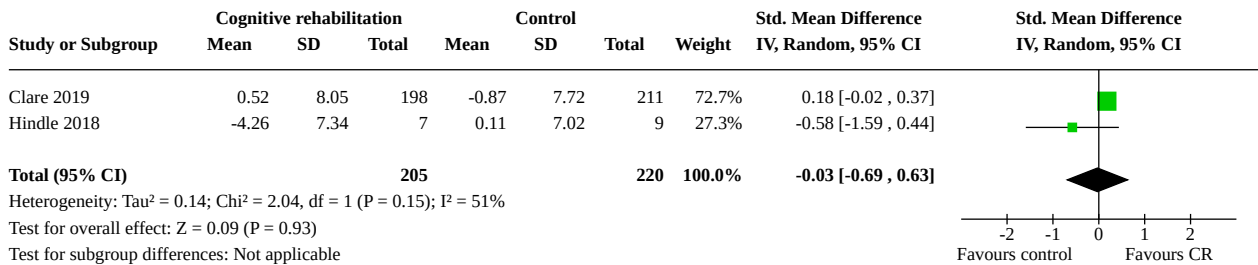 Cognitive rehabilitation Control Std. Mean Difference Std. Mean Difference
Study or Subgroup Mean SD Total Mean SD Total Weight IV, Random, 95% CI IV, Random, 95% CI
Clare 2019 0.52 8.05 198 -0.87 7.72 211 72.7% 0.18 [-0.02 , 0.37]
Hindle 2018 -4.26 7.34 7 0.11 7.02 9 27.3% -0.58 [-1.59 , 0.44]
Total (95% CI) 205 220 100.0% -0.03 [-0.69 , 0.63]
Heterogeneity: Tau² = 0.14; Chi² = 2.04, df = 1 (P = 0.15); I² = 51%
Test for overall effect: Z = 0.09 (P = 0.93) -2 -1 0 1 2
Test for subgroup differences: Not applicable Favours control Favours CR